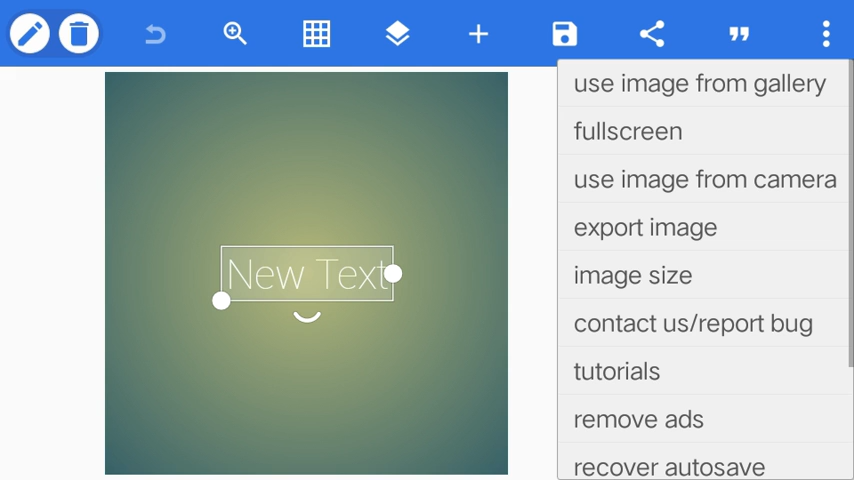 New Text
use image from gallery
fullscreen
use image from camera
export image
image size
contact us/report bug
tutorials
remove ads
recover autosave